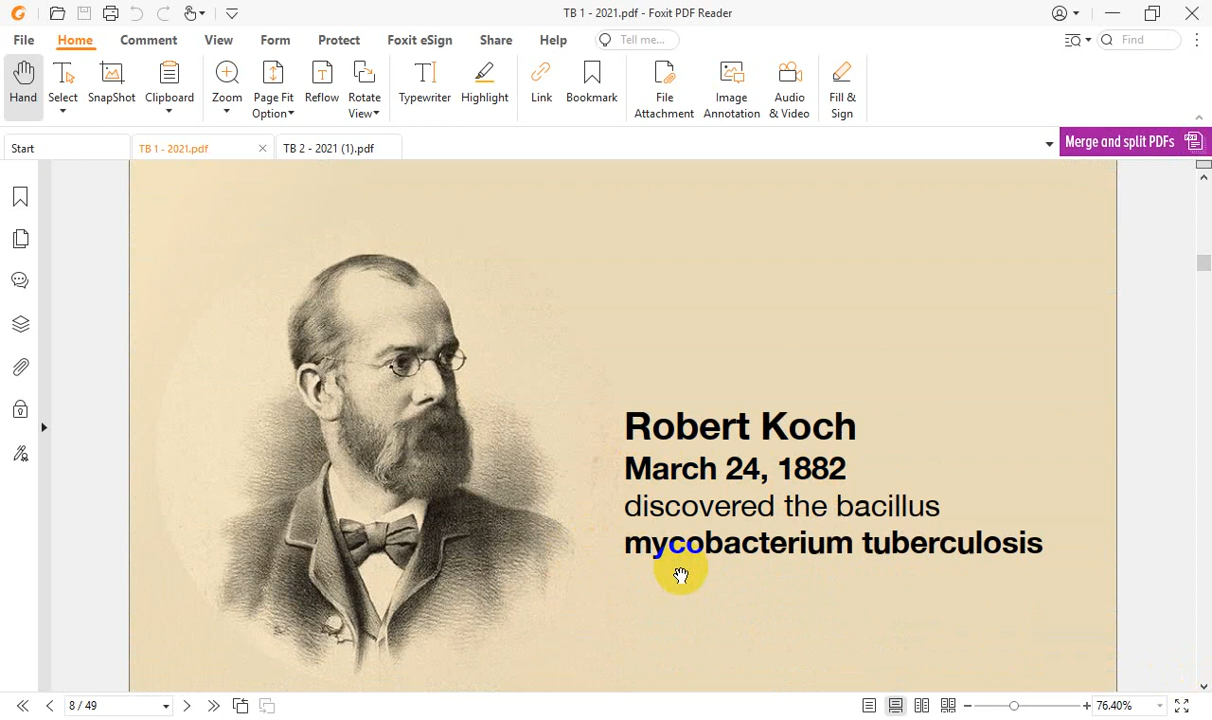 TB 1 - 2021.pdf - Foxit PDF Reader
File Home Comment View Form Protect Foxit eSign Share Help Tell me... Find
Hand Select SnapShot Clipboard Zoom Page Fit Option Reflow Rotate View Typewriter Highlight Link Bookmark File Attachment Image Annotation Audio & Video Fill & Sign
Start TB 1 - 2021.pdf TB 2 - 2021 (1).pdf Merge and split PDFs
Robert Koch
March 24, 1882
discovered the bacillus
mycobacterium tuberculosis
8 / 49 76.40%